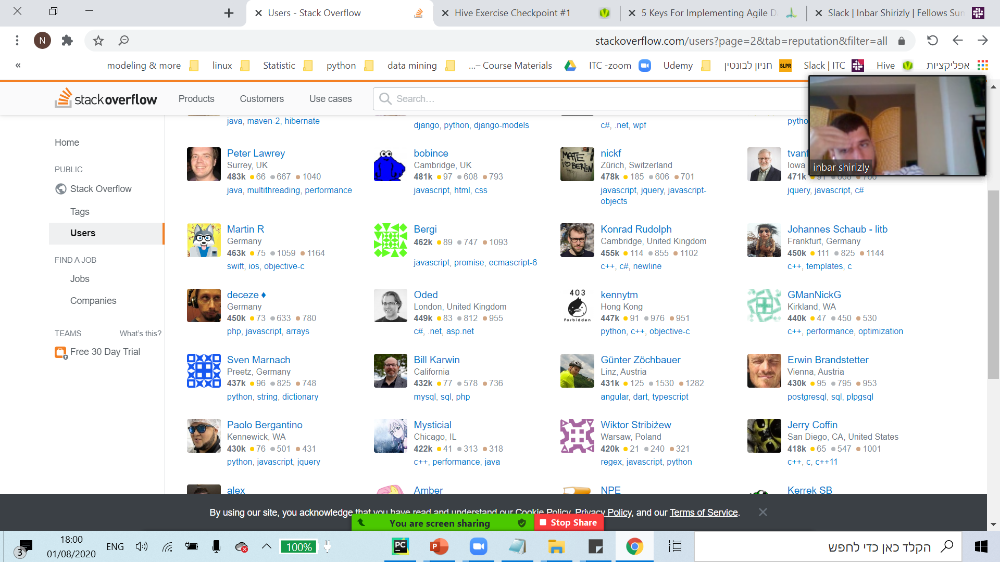 Users - Stack Overflow
Hive Exercise Checkpoint #1
5 Keys For Implementing Agile D
Slack | Inbar Shirizly | Fellows Sum
N
stackoverflow.com/users?page=2&tab=reputation&filter=all
«
modeling & more
linux
Statistic
python
data mining
...– Course Materials
ITC -zoom
Udemy
חניון לבונטין
SLPR
Slack | ITC
Hive
אפליקציות
stackoverflow
Products
Customers
Use cases
Search...
Home
PUBLIC
Stack Overflow
Tags
Users
FIND A JOB
Jobs
Companies
TEAMS
What's this?
Free 30 Day Trial
java, maven-2, hibernate
django, python, django-models
c#, .net, wpf
pytho
Peter Lawrey
Surrey, UK
483k 66 667 1040
java, multithreading, performance
bobince
Cambridge, UK
481k 97 608 793
javascript, html, css
MATE
I ♥ BERLIN
nickf
Zürich, Switzerland
478k 185 606 701
javascript, jquery, javascript-
objects
tvanf
Iowa
471k 91 668 766
jquery, javascript, c#
inbar shirizly
Martin R
Germany
463k 75 1059 1164
swift, ios, objective-c
Bergi
462k 89 747 1093
javascript, promise, ecmascript-6
Konrad Rudolph
Cambridge, United Kingdom
455k 114 855 1102
c++, c#, newline
Johannes Schaub - litb
Frankfurt, Germany
450k 111 825 1144
c++, templates, c
deceze ♦
Germany
450k 73 633 780
php, javascript, arrays
Oded
London, United Kingdom
449k 83 812 955
c#, .net, asp.net
403
Forbidden
kennytm
Hong Kong
447k 91 976 951
python, c++, objective-c
GManNickG
Kirkland, WA
440k 47 450 530
c++, performance, optimization
Sven Marnach
Preetz, Germany
437k 96 825 748
python, string, dictionary
Bill Karwin
California
432k 77 578 736
mysql, sql, php
Günter Zöchbauer
Linz, Austria
431k 125 1530 1282
angular, dart, typescript
Erwin Brandstetter
Vienna, Austria
430k 95 795 953
postgresql, sql, plpgsql
Paolo Bergantino
Kennewick, WA
430k 76 501 431
python, javascript, jquery
Mysticial
Chicago, IL
422k 41 313 318
c++, performance, java
Wiktor Stribiżew
Warsaw, Poland
420k 21 240 321
regex, javascript, python
Jerry Coffin
San Diego, CA, United States
418k 65 547 1001
c++, c, c++11
alex
Amber
NPE
Kerrek SB
By using our site, you acknowledge that you have read and understand our Cookie Policy, Privacy Policy, and our Terms of Service.
You are screen sharing
Stop Share
3
18:00
01/08/2020
ENG
100%
PC
P
הקלד כאן כדי לחפש